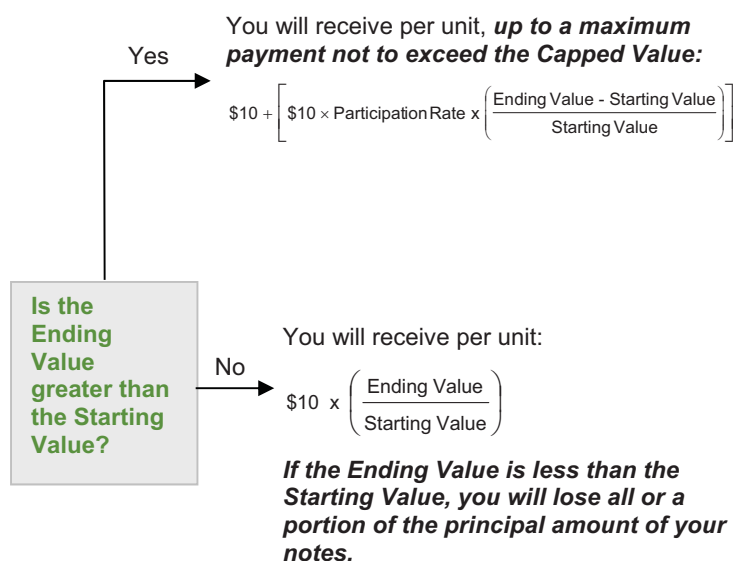 You will receive per unit, up to a maximum
payment not to exceed the Capped Value:
Yes
$10 + [ $10 × Participation Rate x ( Ending Value - Starting Value / Starting Value ) ]
Is the
Ending
Value
greater than
the Starting
Value?
No
You will receive per unit:
$10 x ( Ending Value / Starting Value )
If the Ending Value is less than the
Starting Value, you will lose all or a
portion of the principal amount of your
notes.